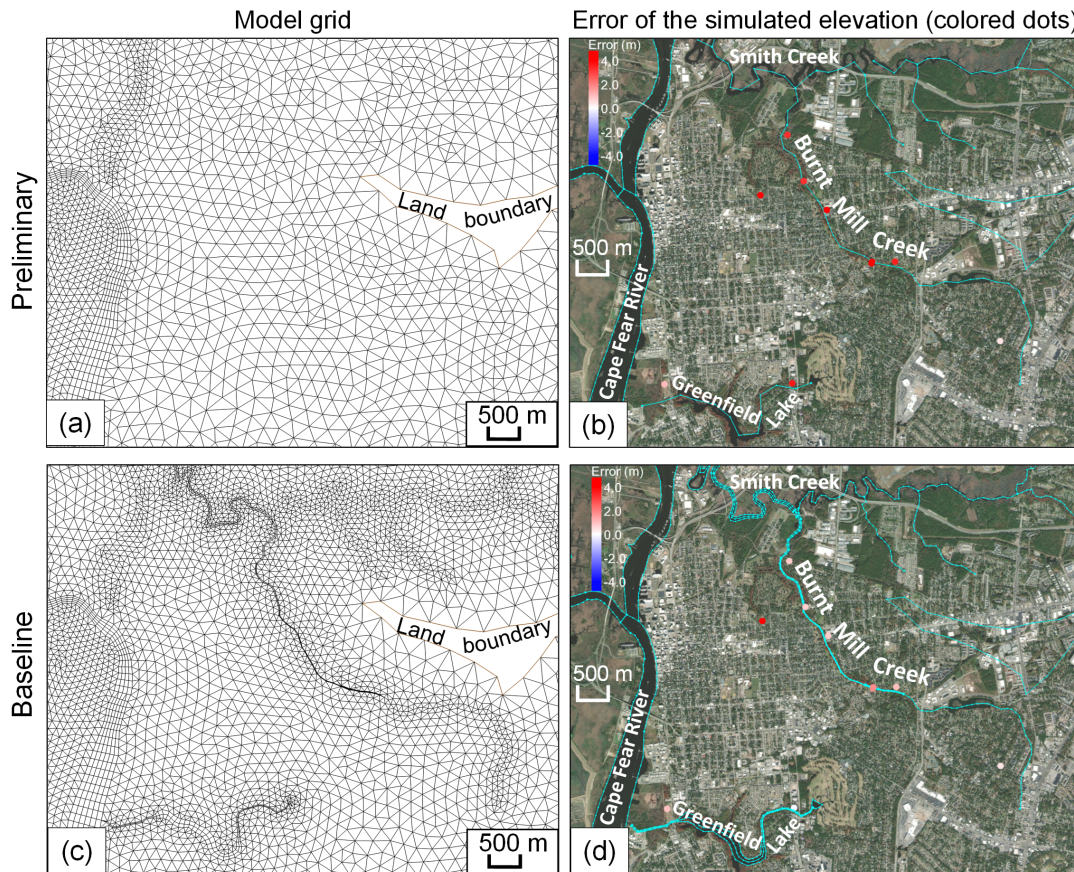 Model grid
Error of the simulated elevation (colored dots)
Preliminary
Land boundary
500 m
(a)
Error (m)
4.0
2.0
0.0
-2.0
-4.0
Smith Creek
Burnt Mill Creek
500 m
Cape Fear River
Greenfield Lake
(b)
Baseline
Land boundary
500 m
(c)
Error (m)
4.0
2.0
0.0
-2.0
-4.0
Smith Creek
Burnt Mill Creek
500 m
Cape Fear River
Greenfield Lake
(d)